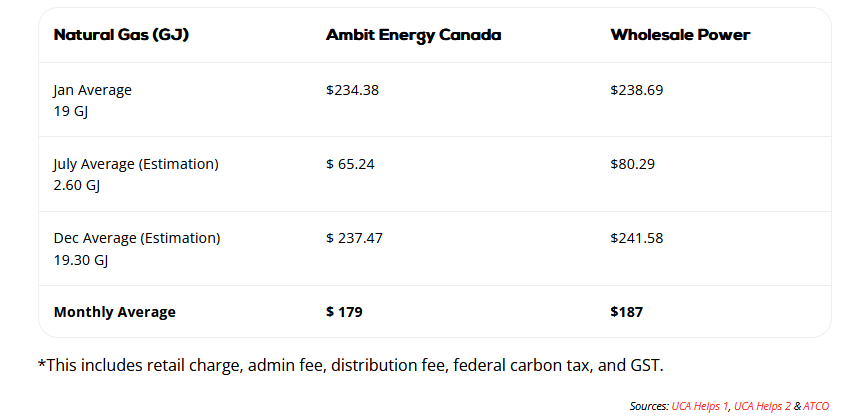 Natural Gas (GJ) Ambit Energy Canada Wholesale Power
Jan Average $234.38 $238.69
19 GJ
July Average (Estimation) $ 65.24 $80.29
2.60 GJ
Dec Average (Estimation) $ 237.47 $241.58
19.30 GJ
Monthly Average $ 179 $187
*This includes retail charge, admin fee, distribution fee, federal carbon tax, and GST.
Sources: UCA Helps 1, UCA Helps 2 & ATCO